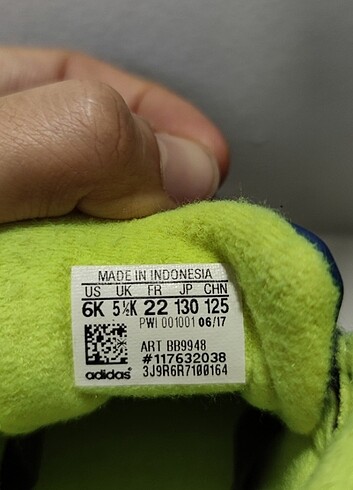 MADE IN INDONESIA
US UK FR JP CHN
6K 5½K 22 130 125
PWI 001001 06/17
ART BB9948
#117632038
adidas 3J9R6R7100164